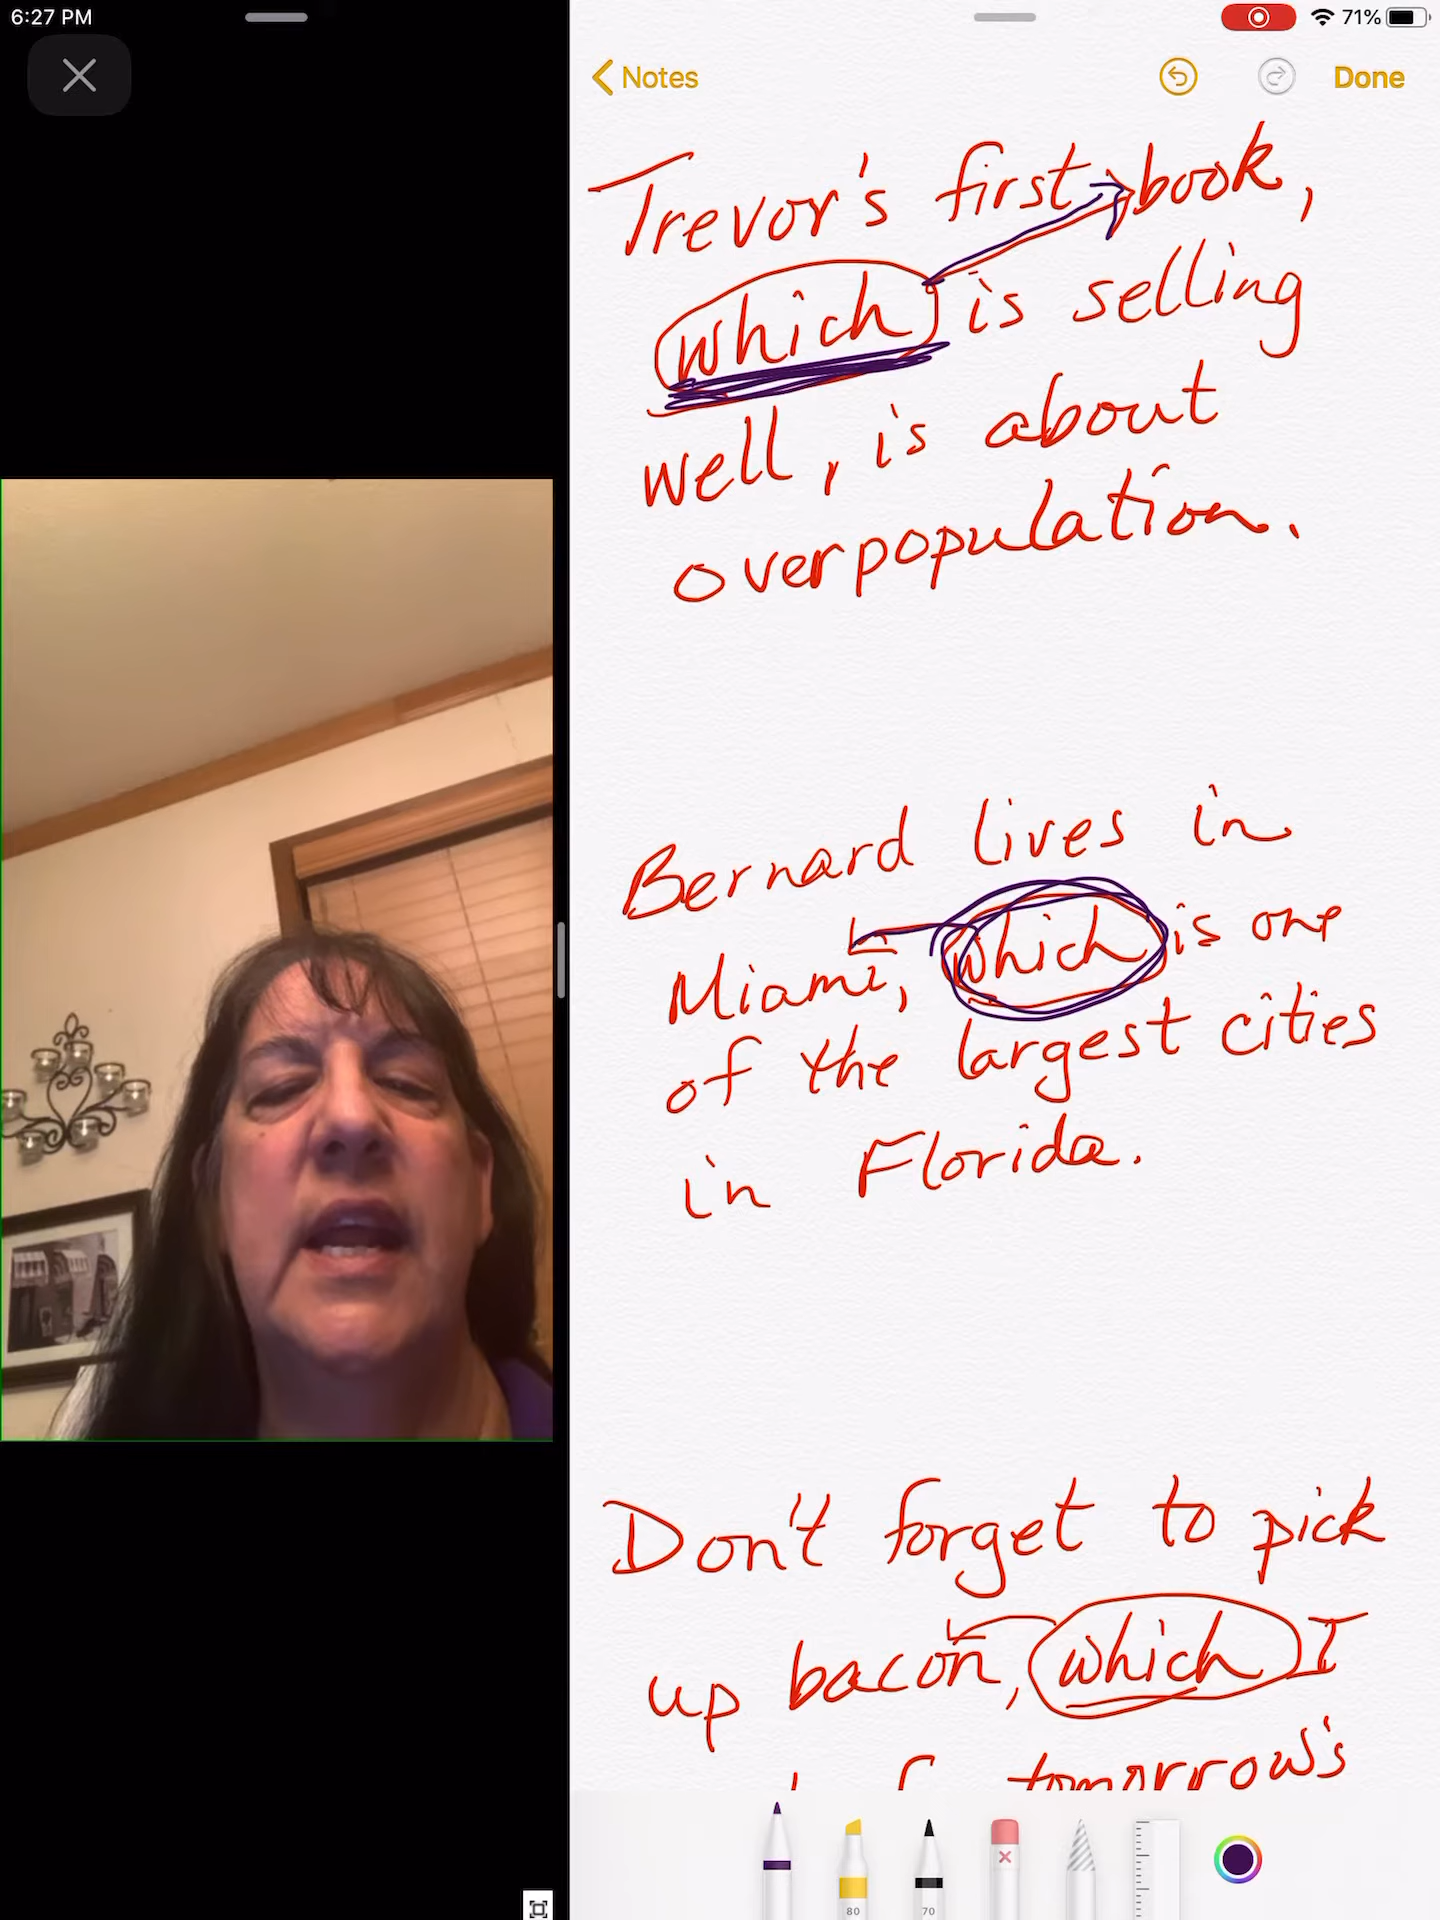 6:27 PM
71%
Notes
Done
Trevor's first book,
which is selling
well, is about
overpopulation.
Bernard lives in
Miami, which is one
of the largest cities
in Florida.
Don't forget to pick
up bacon, which I
tomorrow's
80
70